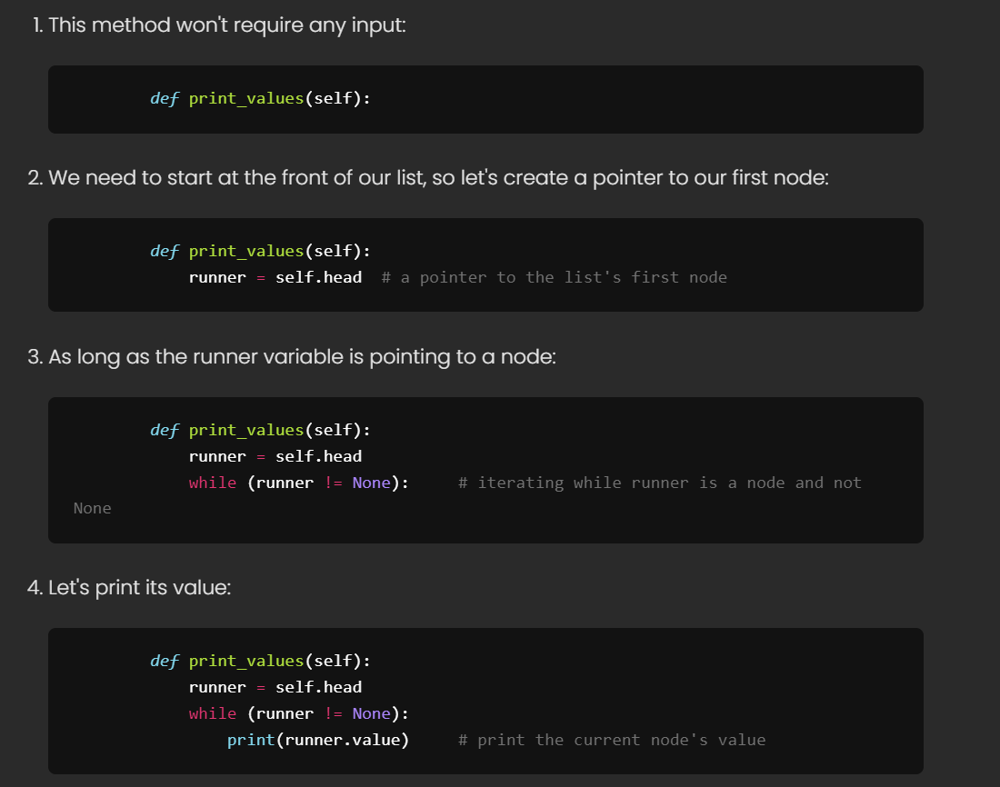 1. This method won't require any input:
def print_values(self):
2. We need to start at the front of our list, so let's create a pointer to our first node:
def print_values(self):
runner = self.head  # a pointer to the list's first node
3. As long as the runner variable is pointing to a node:
def print_values(self):
runner = self.head
while (runner != None):     # iterating while runner is a node and not
None
4. Let's print its value:
def print_values(self):
runner = self.head
while (runner != None):
print(runner.value)     # print the current node's value